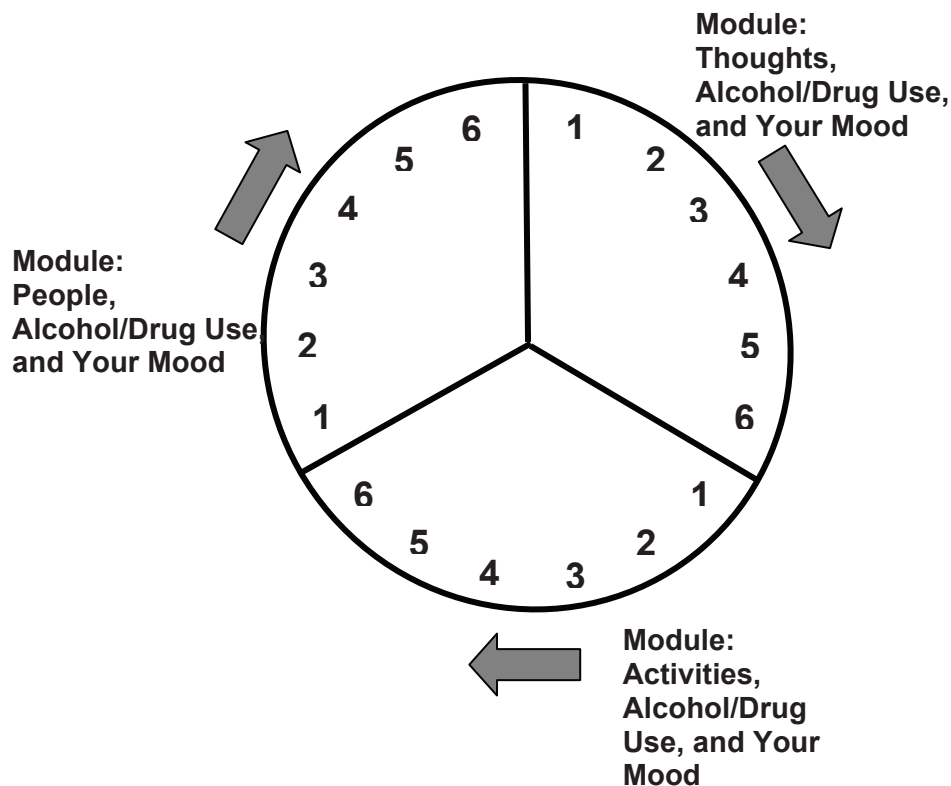 Module:
Thoughts,
Alcohol/Drug Use,
and Your Mood
1
2
3
4
5
6
Module:
Activities,
Alcohol/Drug
Use, and Your
Mood
1
2
3
4
5
6
Module:
People,
Alcohol/Drug Use,
and Your Mood
1
2
3
4
5
6